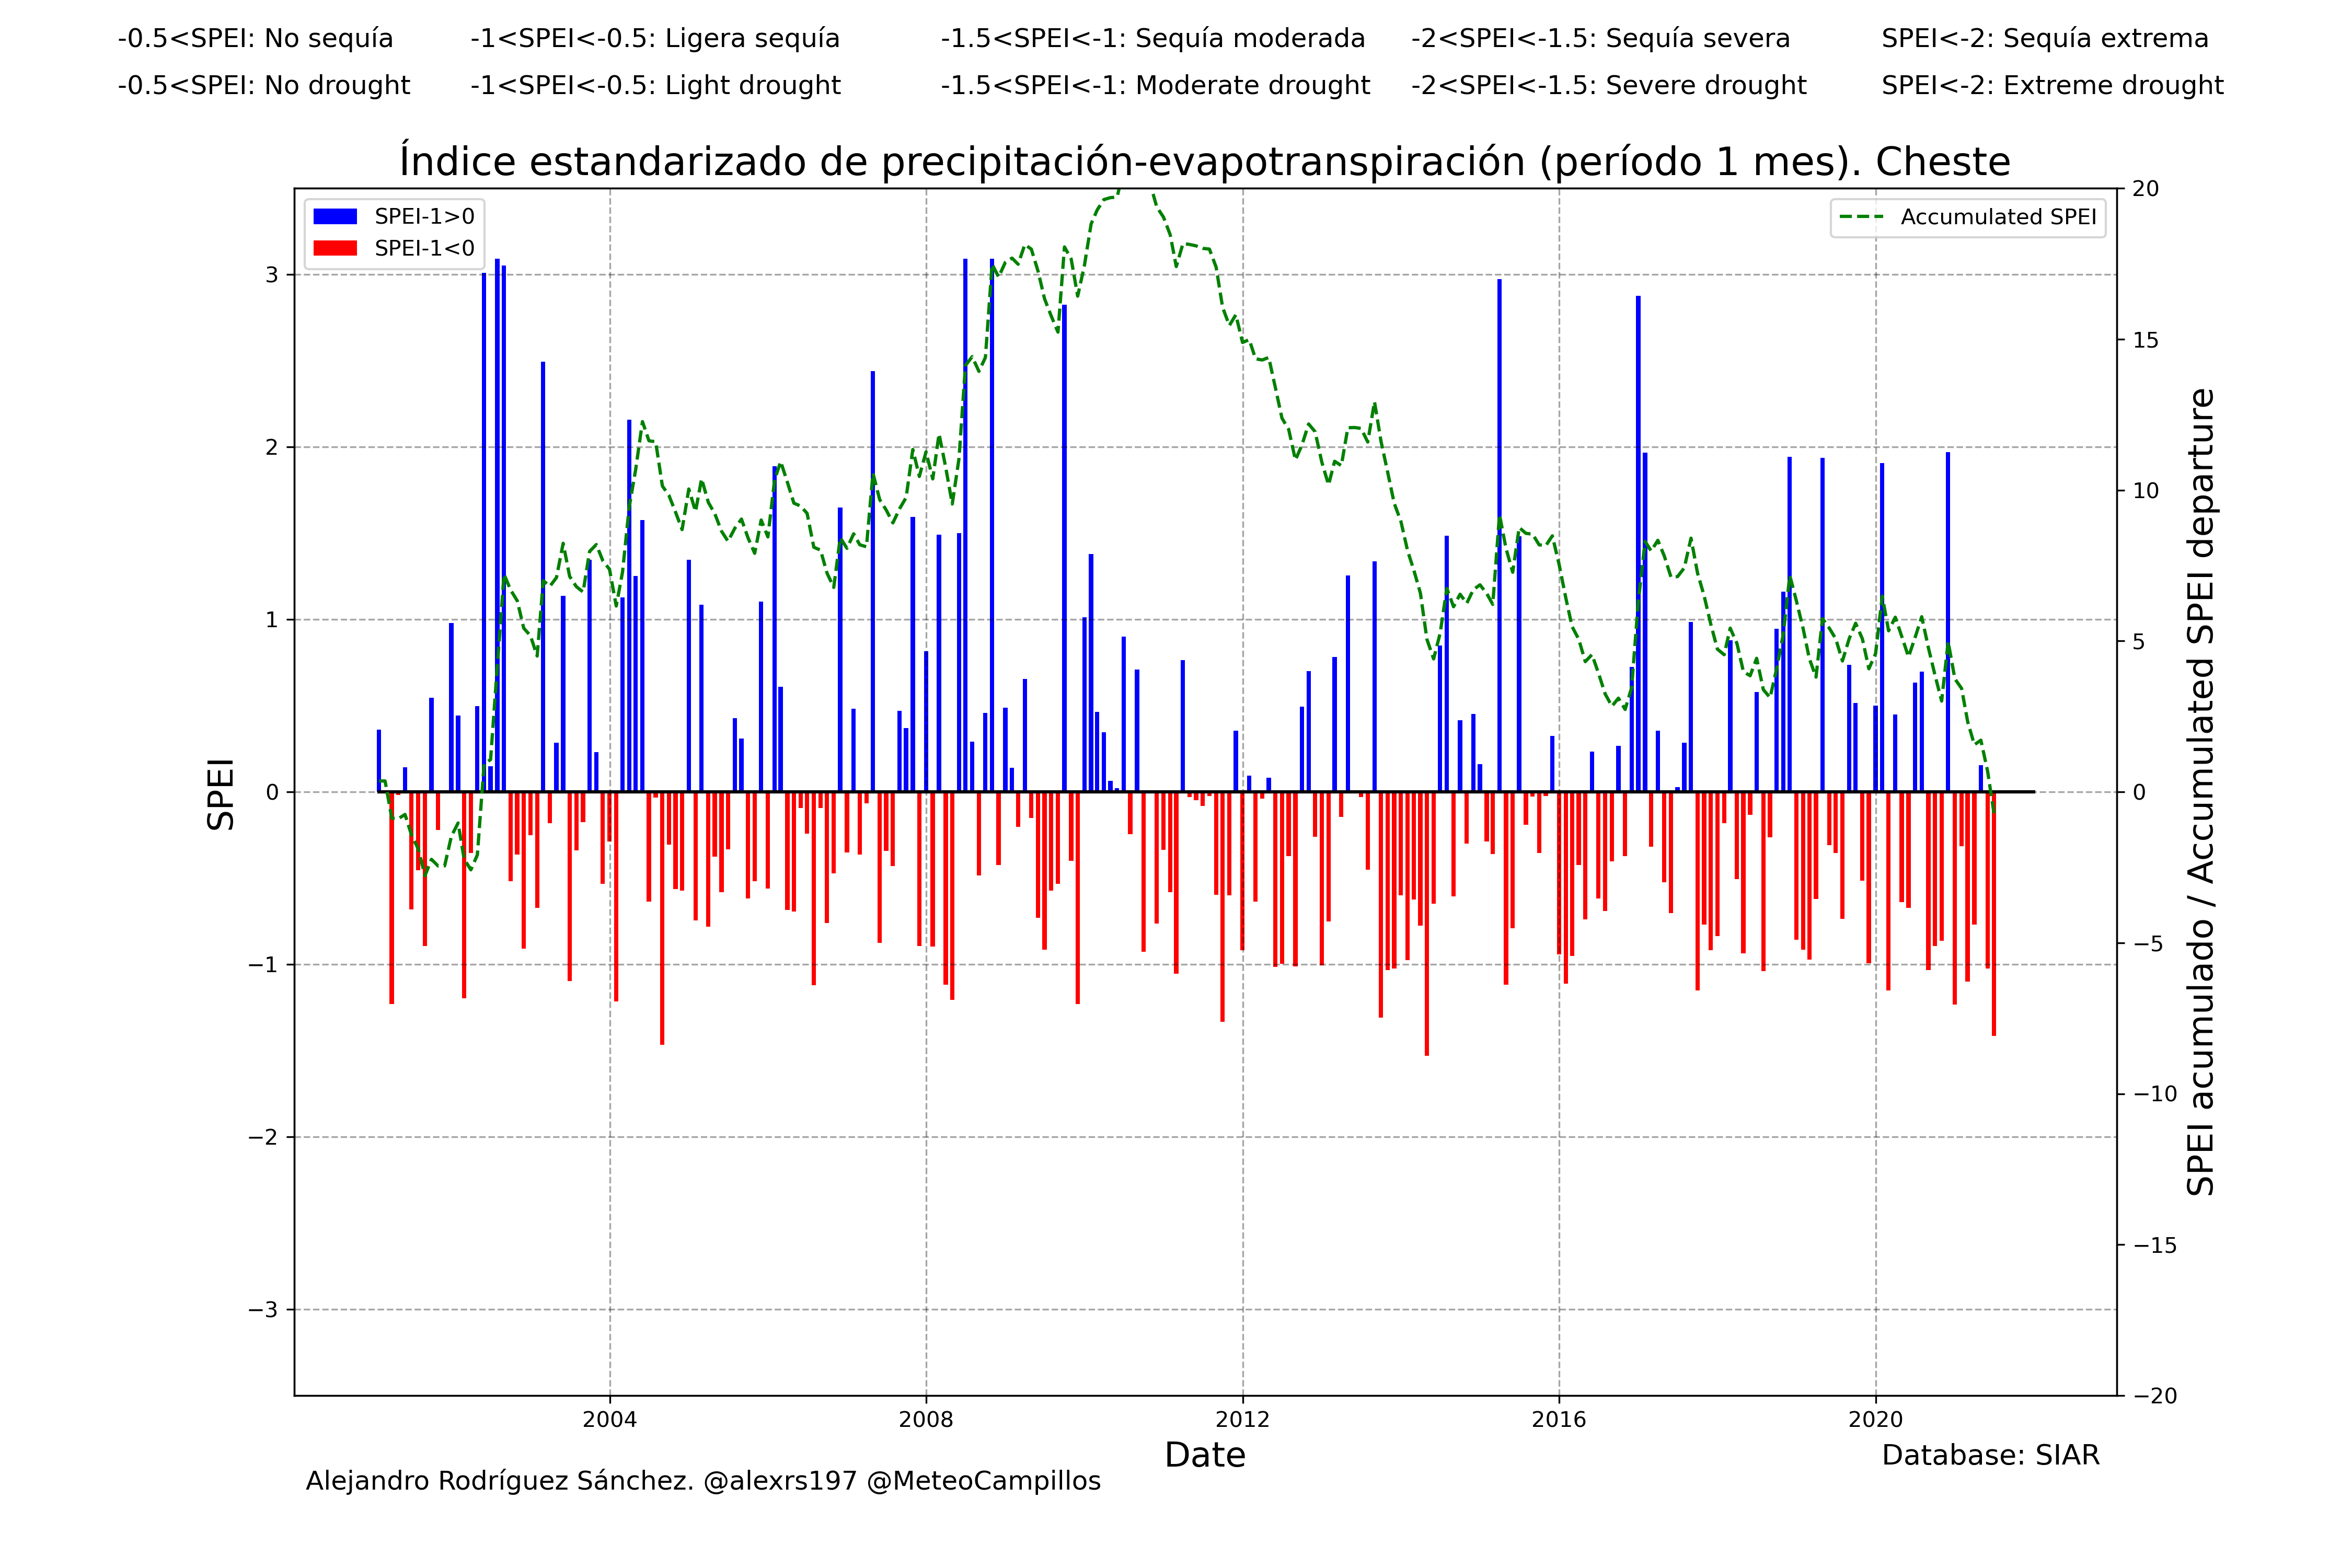 -0.5<SPEI: No sequía -1<SPEI<-0.5: Ligera sequía -1.5<SPEI<-1: Sequía moderada -2<SPEI<-1.5: Sequía severa SPEI<-2: Sequía extrema
-0.5<SPEI: No drought -1<SPEI<-0.5: Light drought -1.5<SPEI<-1: Moderate drought -2<SPEI<-1.5: Severe drought SPEI<-2: Extreme drought
Índice estandarizado de precipitación-evapotranspiración (período 1 mes). Cheste
SPEI-1>0
SPEI-1<0
Accumulated SPEI
SPEI
3
2
1
0
−1
−2
−3
20
15
10
5
0
−5
−10
−15
−20
SPEI acumulado / Accumulated SPEI departure
2004 2008 2012 2016 2020
Date
Database: SIAR
Alejandro Rodríguez Sánchez. @alexrs197 @MeteoCampillos